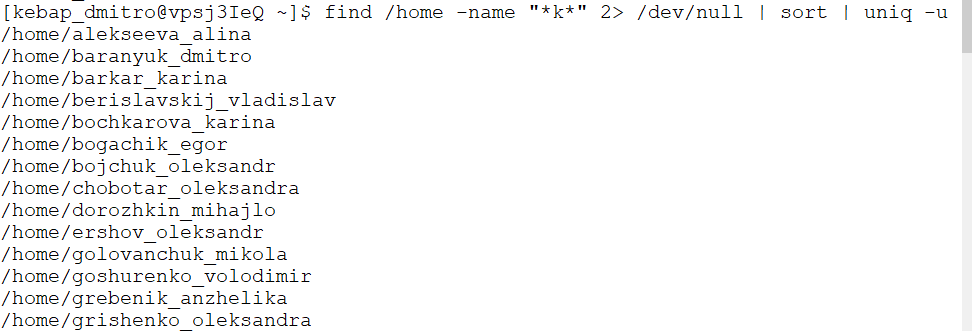 [kebap_dmitro@vpsj3IeQ ~]$ find /home -name "*k*" 2> /dev/null | sort | uniq -u
/home/alekseeva_alina
/home/baranyuk_dmitro
/home/barkar_karina
/home/berislavskij_vladislav
/home/bochkarova_karina
/home/bogachik_egor
/home/bojchuk_oleksandr
/home/chobotar_oleksandra
/home/dorozhkin_mihajlo
/home/ershov_oleksandr
/home/golovanchuk_mikola
/home/goshurenko_volodimir
/home/grebenik_anzhelika
/home/grishenko_oleksandra